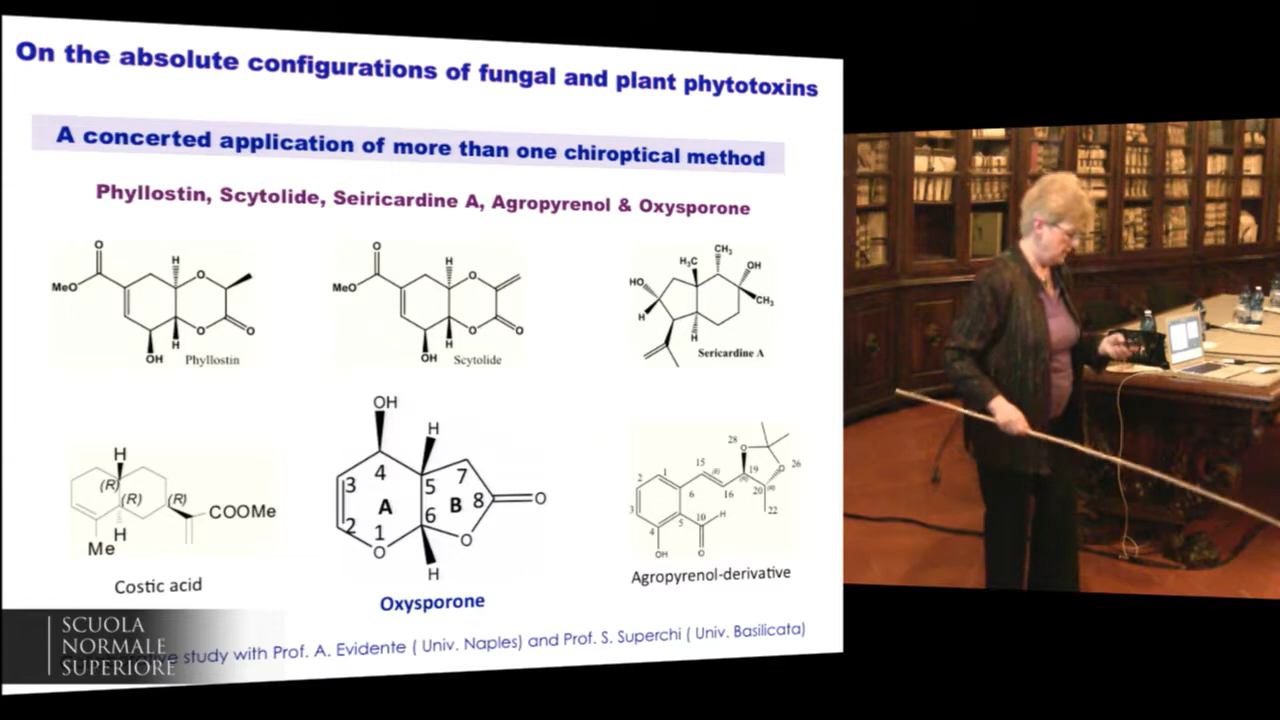 On the absolute configurations of fungal and plant phytotoxins
A concerted application of more than one chiroptical method
Phyllostin, Scytolide, Seiricardine A, Agropyrenol & Oxysporone
O
MeO
H
O
O
O
H
OH
Phyllostin
O
MeO
H
O
O
O
H
OH
Scytolide
CH3
H3C
OH
HO
CH3
H
H
Sericardine A
H
(R)
(R)
(R)
COOMe
H
Me
Costic acid
OH
H
4
3
7
5
A
B
8
O
6
2
1
O
O
H
Oxysporone
28
O
15
26
O
2
1
19
6
16
20
3
10
H
22
5
4
OH
O
Agropyrenol-derivative
SCUOLA
NORMALE
SUPERIORE
study with Prof. A. Evidente ( Univ. Naples) and Prof. S. Superchi ( Univ. Basilicata)